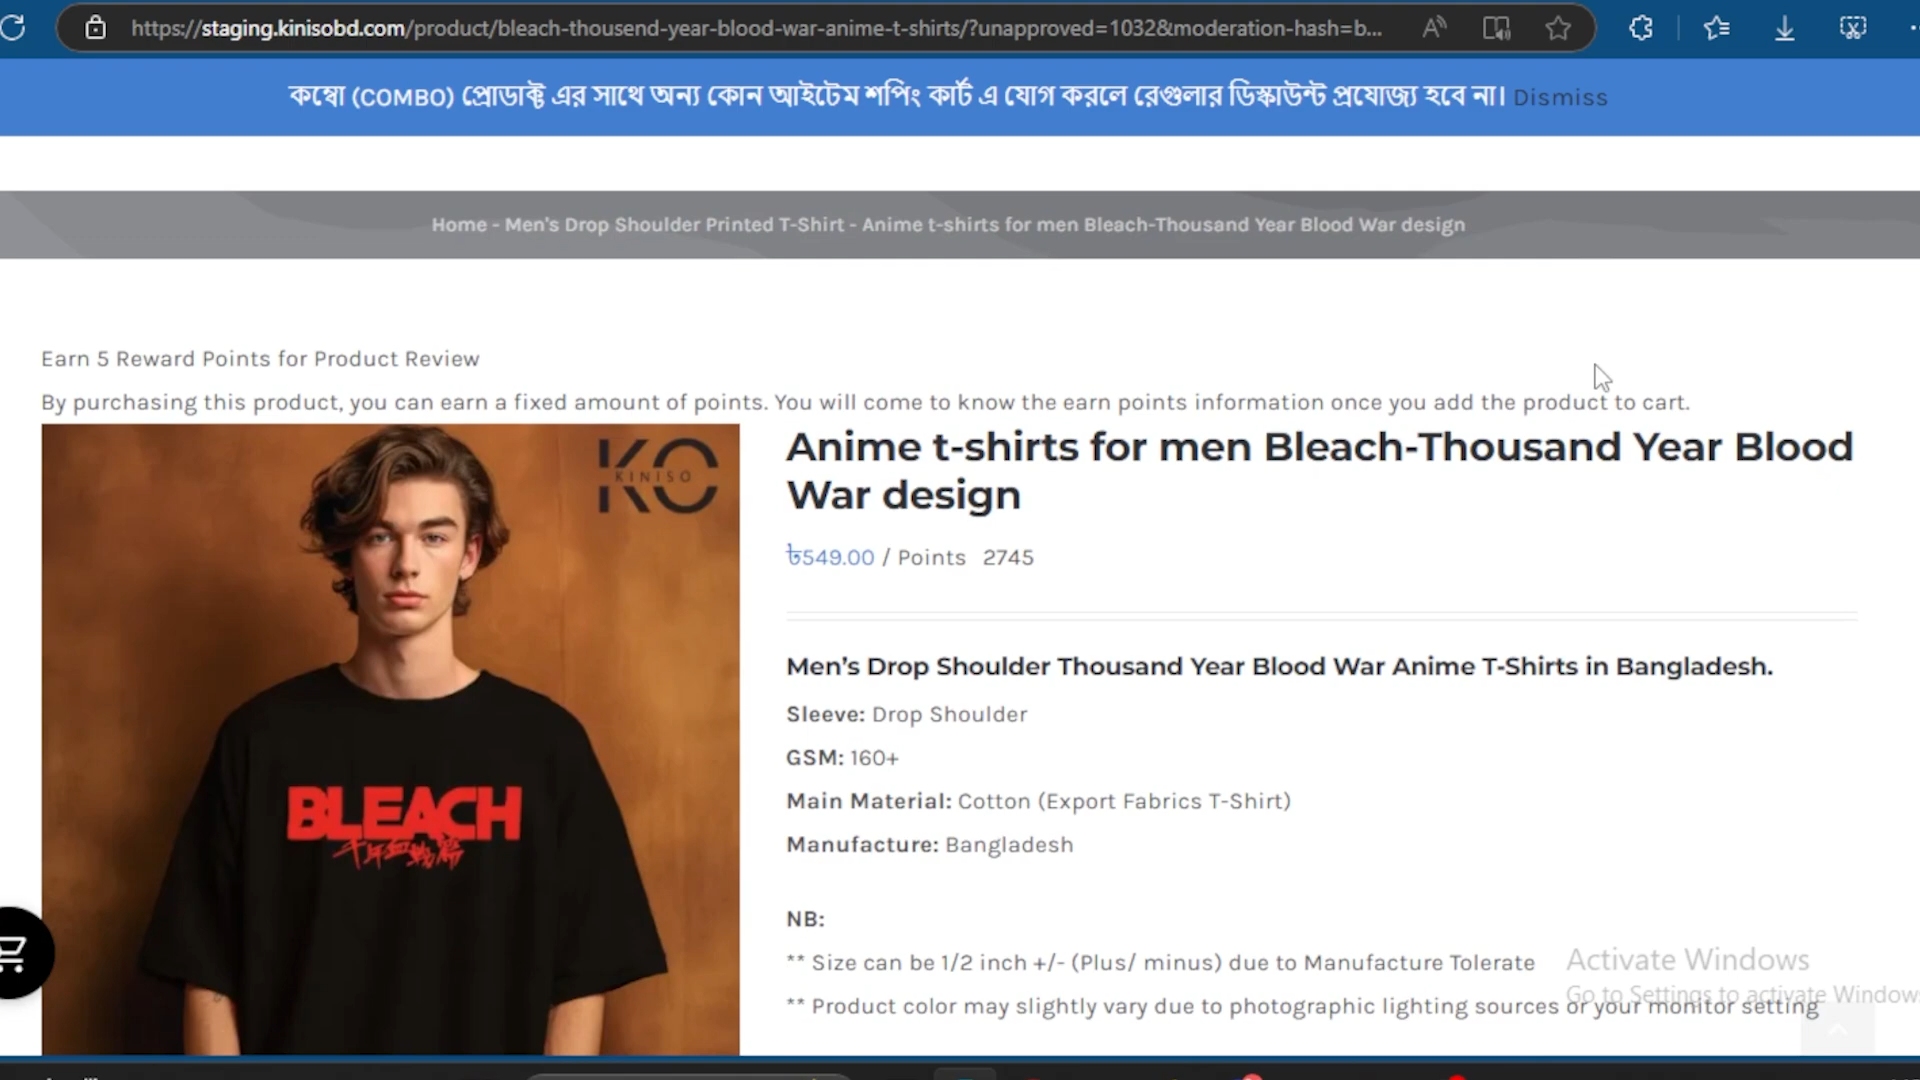 https://staging.kinisobd.com/product/bleach-thousend-year-blood-war-anime-t-shirts/?unapproved=1032&moderation-hash=b...
কম্বো (COMBO) প্রোডাক্ট এর সাথে অন্য কোন আইটেম শপিং কার্ট এ যোগ করলে রেগুলার ডিস্কাউন্ট প্রযোজ্য হবে না। Dismiss
Home - Men's Drop Shoulder Printed T-Shirt - Anime t-shirts for men Bleach-Thousand Year Blood War design
Earn 5 Reward Points for Product Review
By purchasing this product, you can earn a fixed amount of points. You will come to know the earn points information once you add the product to cart.
KO
KINISO
BLEACH
千年血戦篇
Anime t-shirts for men Bleach-Thousand Year Blood
War design
৳549.00 / Points 2745
Men's Drop Shoulder Thousand Year Blood War Anime T-Shirts in Bangladesh.
Sleeve: Drop Shoulder
GSM: 160+
Main Material: Cotton (Export Fabrics T-Shirt)
Manufacture: Bangladesh
NB:
** Size can be 1/2 inch +/- (Plus/ minus) due to Manufacture Tolerate
** Product color may slightly vary due to photographic lighting sources or your monitor setting
Activate Windows
Go to Settings to activate Windows